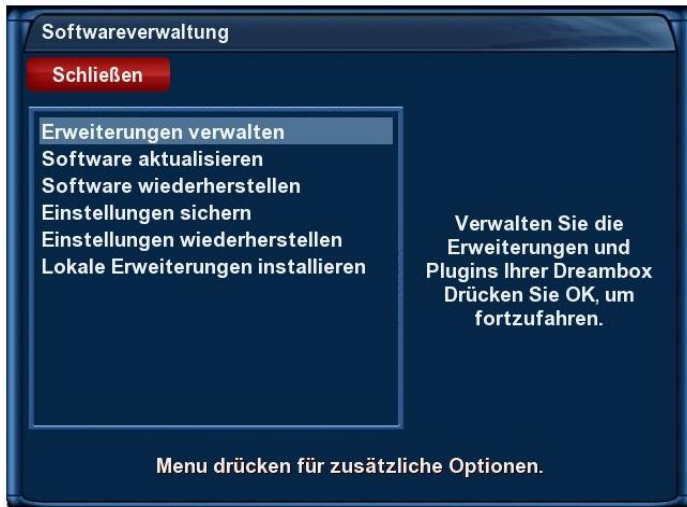 Softwareverwaltung
Schließen
Erweiterungen verwalten
Software aktualisieren
Software wiederherstellen
Einstellungen sichern
Einstellungen wiederherstellen
Lokale Erweiterungen installieren
Verwalten Sie die
Erweiterungen und
Plugins Ihrer Dreambox
Drücken Sie OK, um
fortzufahren.
Menu drücken für zusätzliche Optionen.